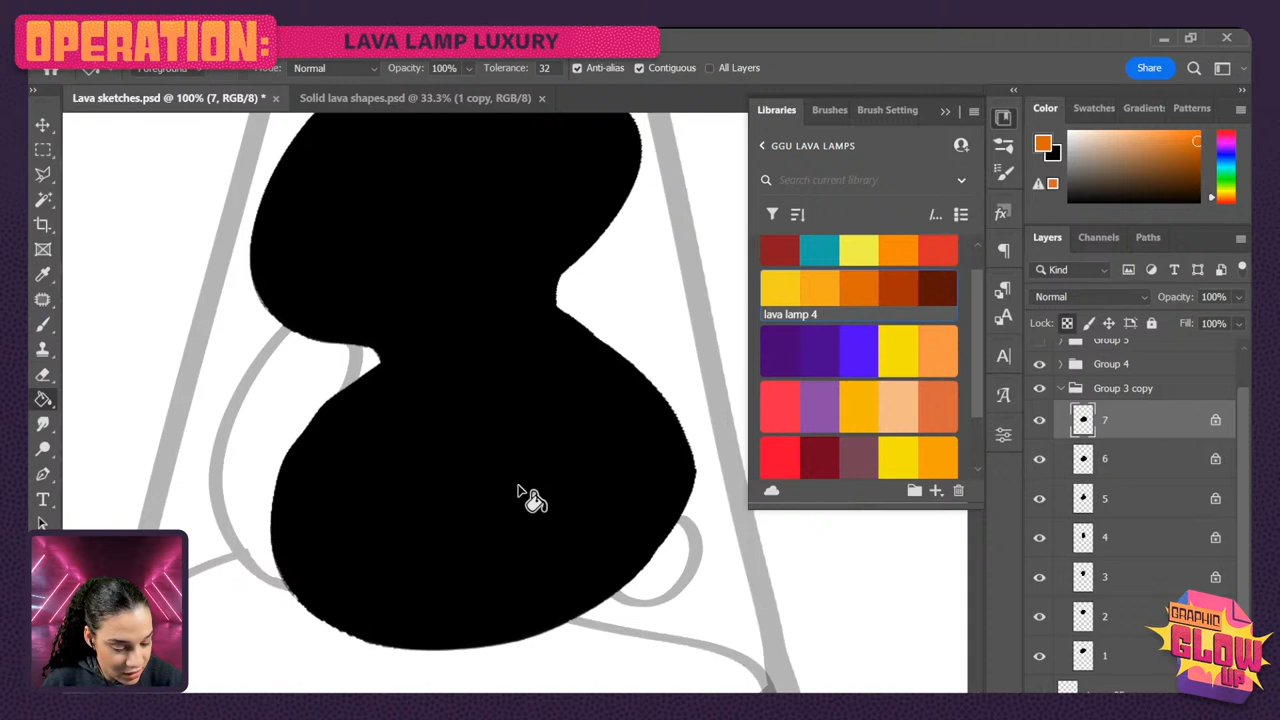 OPERATION:
LAVA LAMP LUXURY
Foreground
Mode: Normal
Opacity: 100%
Tolerance: 32
Anti-alias
Contiguous
All Layers
Share
Lava sketches.psd @ 100% (7, RGB/8) *
Solid lava shapes.psd @ 33.3% (1 copy, RGB/8)
Libraries
Brushes
Brush Setting
GGU LAVA LAMPS
Search current library
lava lamp 4
Color
Swatches
Gradient:
Patterns
Layers
Channels
Paths
Kind
Normal
Opacity: 100%
Lock:
Fill: 100%
Group 5
Group 4
Group 3 copy
7
6
5
4
3
2
1
GRAPHIC
GLOW
UP